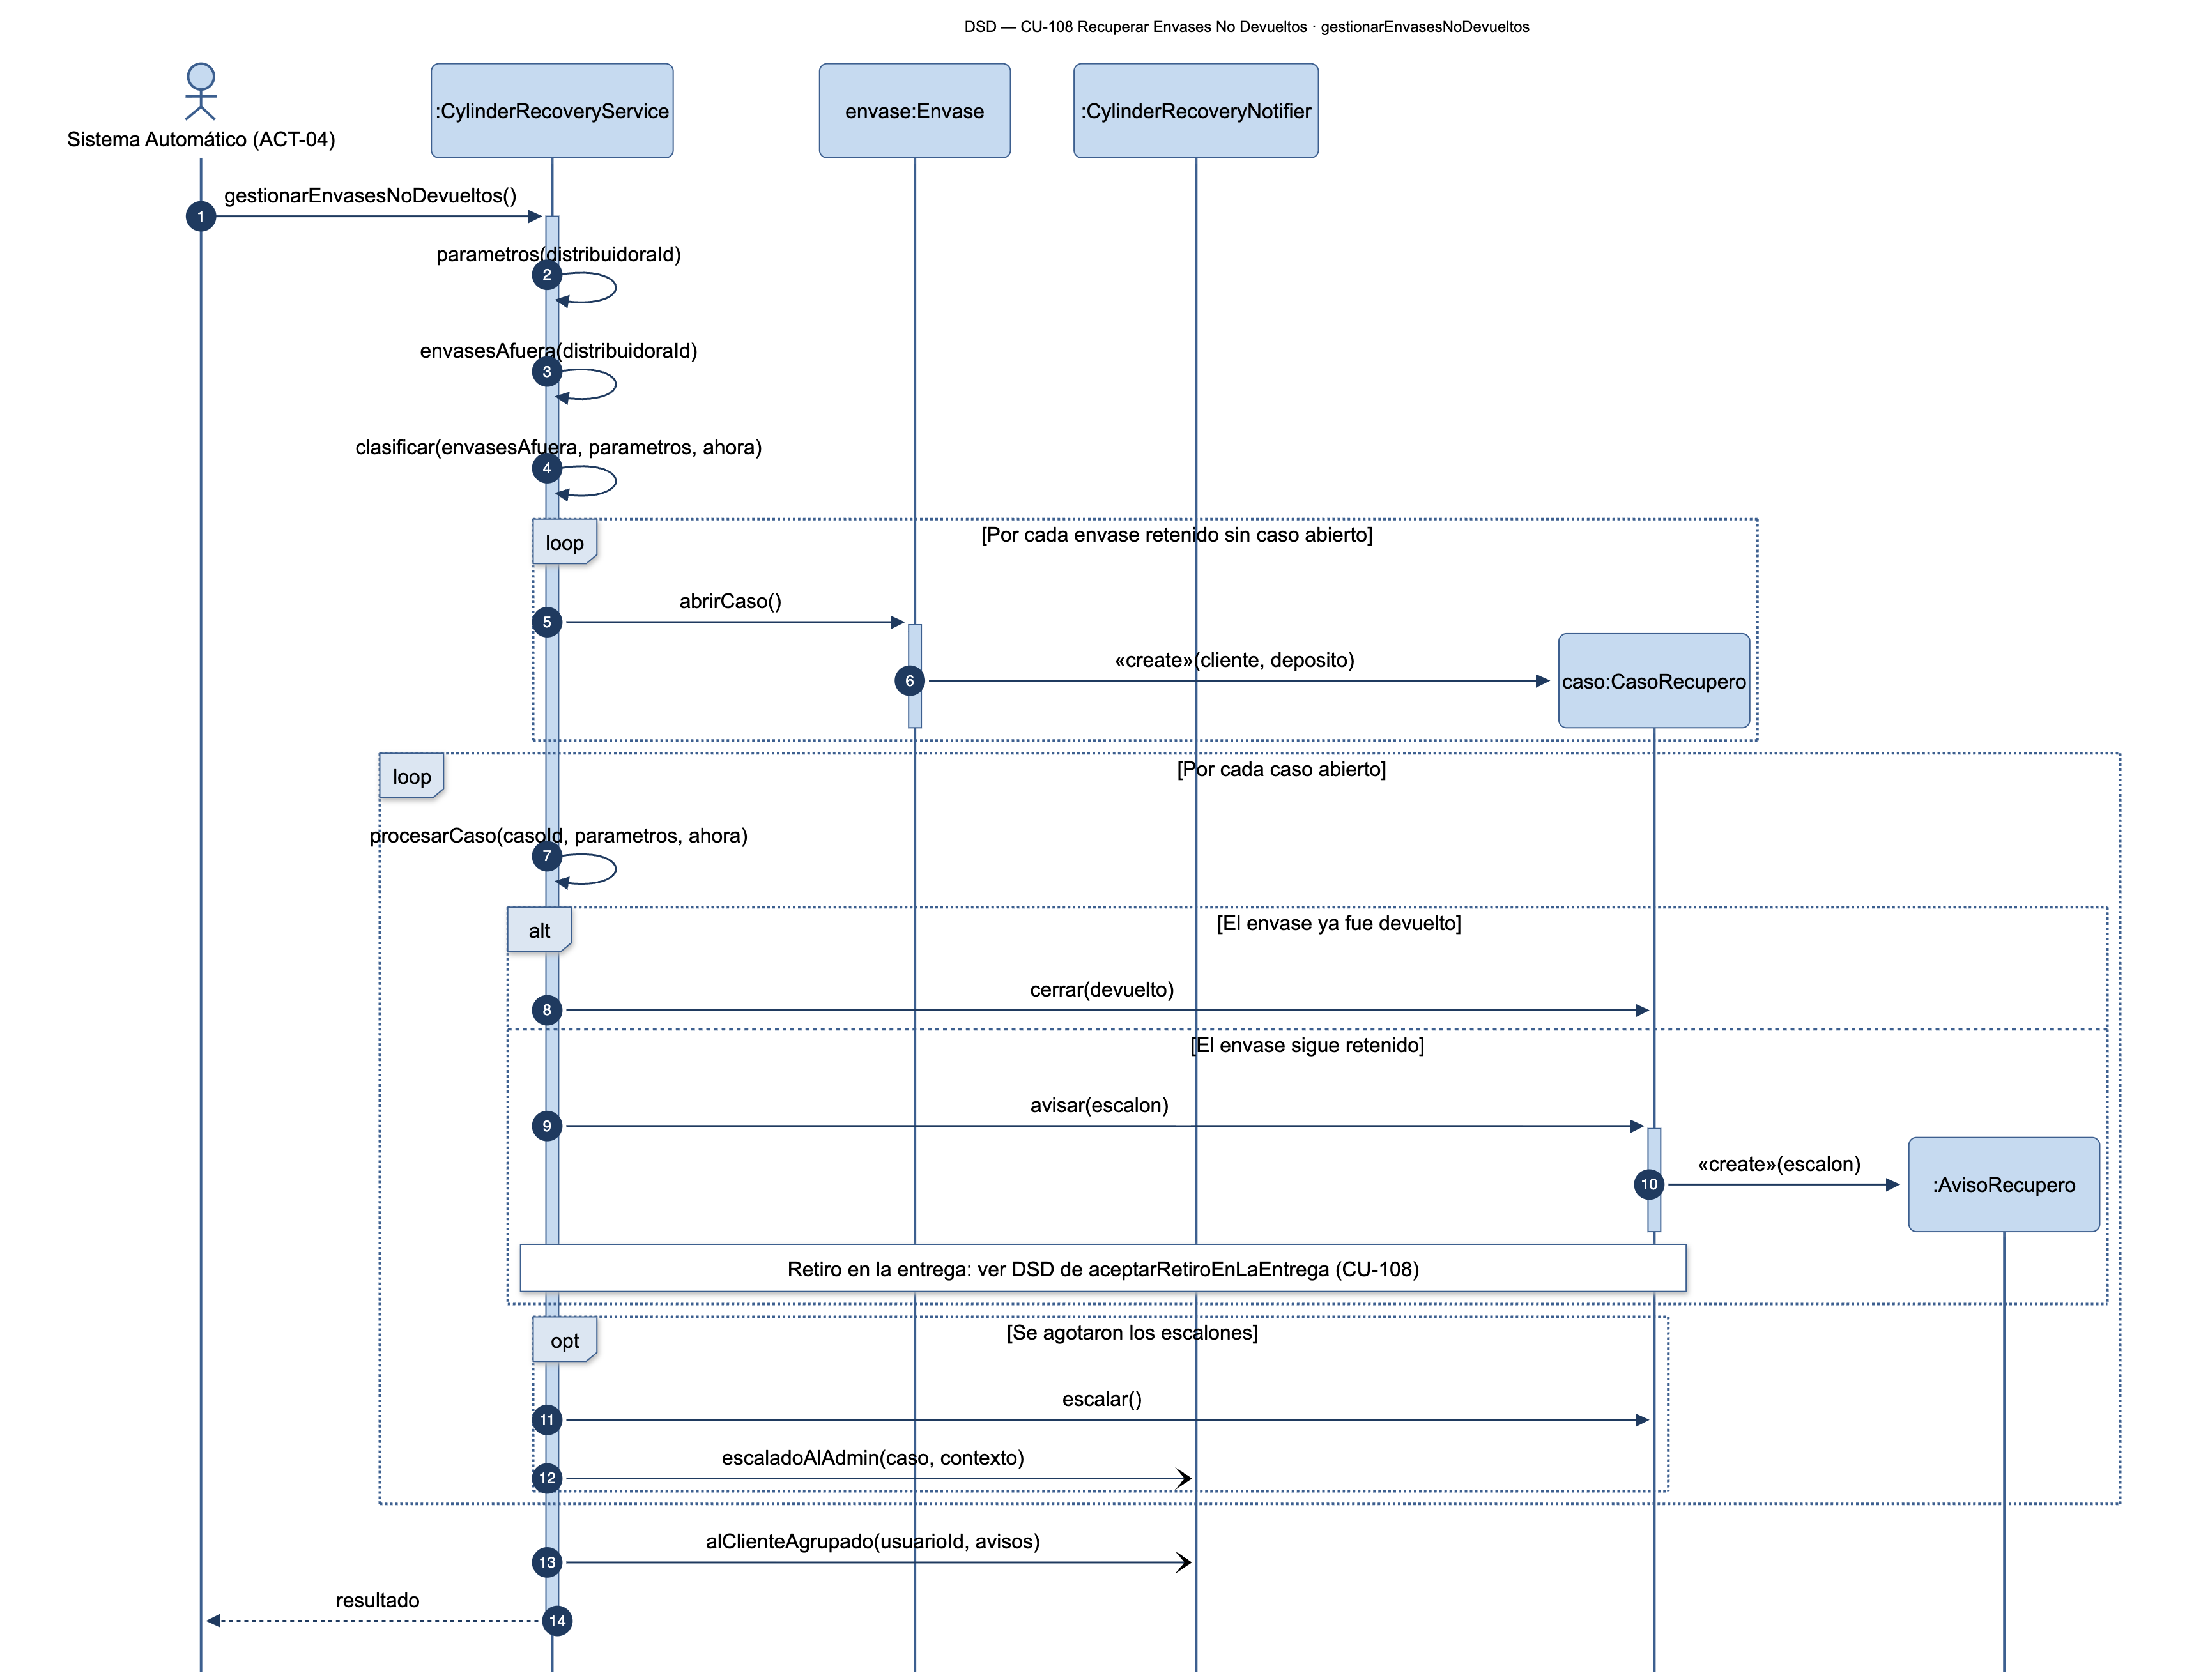 DSD — CU-108 Recuperar Envases No Devueltos · gestionarEnvasesNoDevueltos
Sistema Automático (ACT-04)
:CylinderRecoveryService
envase:Envase
:CylinderRecoveryNotifier
gestionarEnvasesNoDevueltos()
1
parametros(distribuidoraId)
2
envasesAfuera(distribuidoraId)
3
clasificar(envasesAfuera, parametros, ahora)
4
loop
[Por cada envase retenido sin caso abierto]
abrirCaso()
5
«create»(cliente, deposito)
6
caso:CasoRecupero
loop
[Por cada caso abierto]
procesarCaso(casoId, parametros, ahora)
7
alt
[El envase ya fue devuelto]
cerrar(devuelto)
8
[El envase sigue retenido]
avisar(escalon)
9
«create»(escalon)
10
:AvisoRecupero
Retiro en la entrega: ver DSD de aceptarRetiroEnLaEntrega (CU-108)
opt
[Se agotaron los escalones]
escalar()
11
escaladoAlAdmin(caso, contexto)
12
alClienteAgrupado(usuarioId, avisos)
13
resultado
14